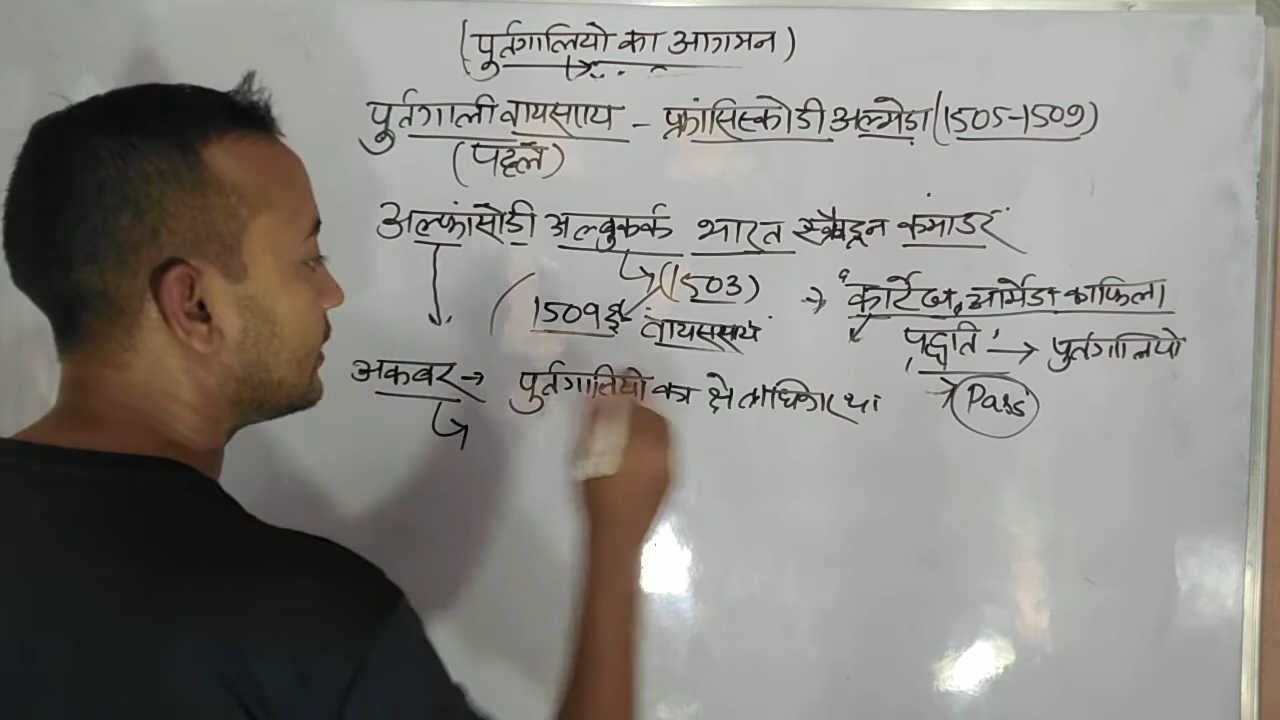 (पुर्तगालियो का आगमन)
पुर्तगाली वायसराय - फ्रांसिस्को डी अल्मेडा (1505-1509)
(पहले)
अल्फांसो डी अल्बुकर्क भारत स्क्वैड्रन कमांडर
(1503)
(1509 ई वायसराय
→ कार्टेज, आर्मेडा काफिला
पद्धति → पुर्तगालियो
अकबर → पुर्तगालियो का था
Pass